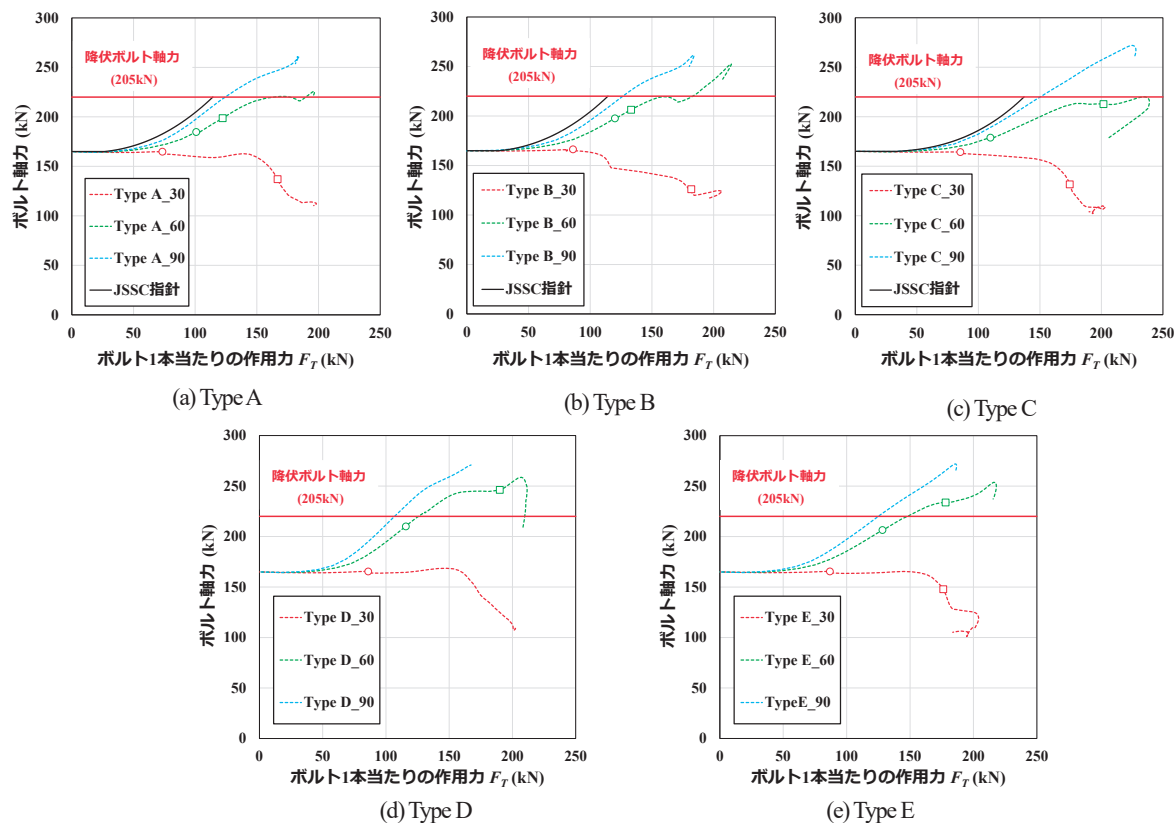 300
250
200
150
100
50
0
ボルト軸力 (kN)
降伏ボルト軸力
(205kN)
Type A_30
Type A_60
Type A_90
JSSC指針
0 50 100 150 200 250
ボルト1本当たりの作用力 F_T (kN)
(a) Type A
300
250
200
150
100
50
0
ボルト軸力 (kN)
降伏ボルト軸力
(205kN)
Type B_30
Type B_60
Type B_90
JSSC指針
0 50 100 150 200 250
ボルト1本当たりの作用力 F_T (kN)
(b) Type B
300
250
200
150
100
50
0
ボルト軸力 (kN)
降伏ボルト軸力
(205kN)
Type C_30
Type C_60
Type C_90
JSSC指針
0 50 100 150 200 250
ボルト1本当たりの作用力 F_T (kN)
(c) Type C
300
250
200
150
100
50
0
ボルト軸力 (kN)
降伏ボルト軸力
(205kN)
Type D_30
Type D_60
Type D_90
0 50 100 150 200 250
ボルト1本当たりの作用力 F_T (kN)
(d) Type D
300
250
200
150
100
50
0
ボルト軸力 (kN)
降伏ボルト軸力
(205kN)
Type E_30
Type E_60
TypeE_90
0 50 100 150 200 250
ボルト1本当たりの作用力 F_T (kN)
(e) Type E